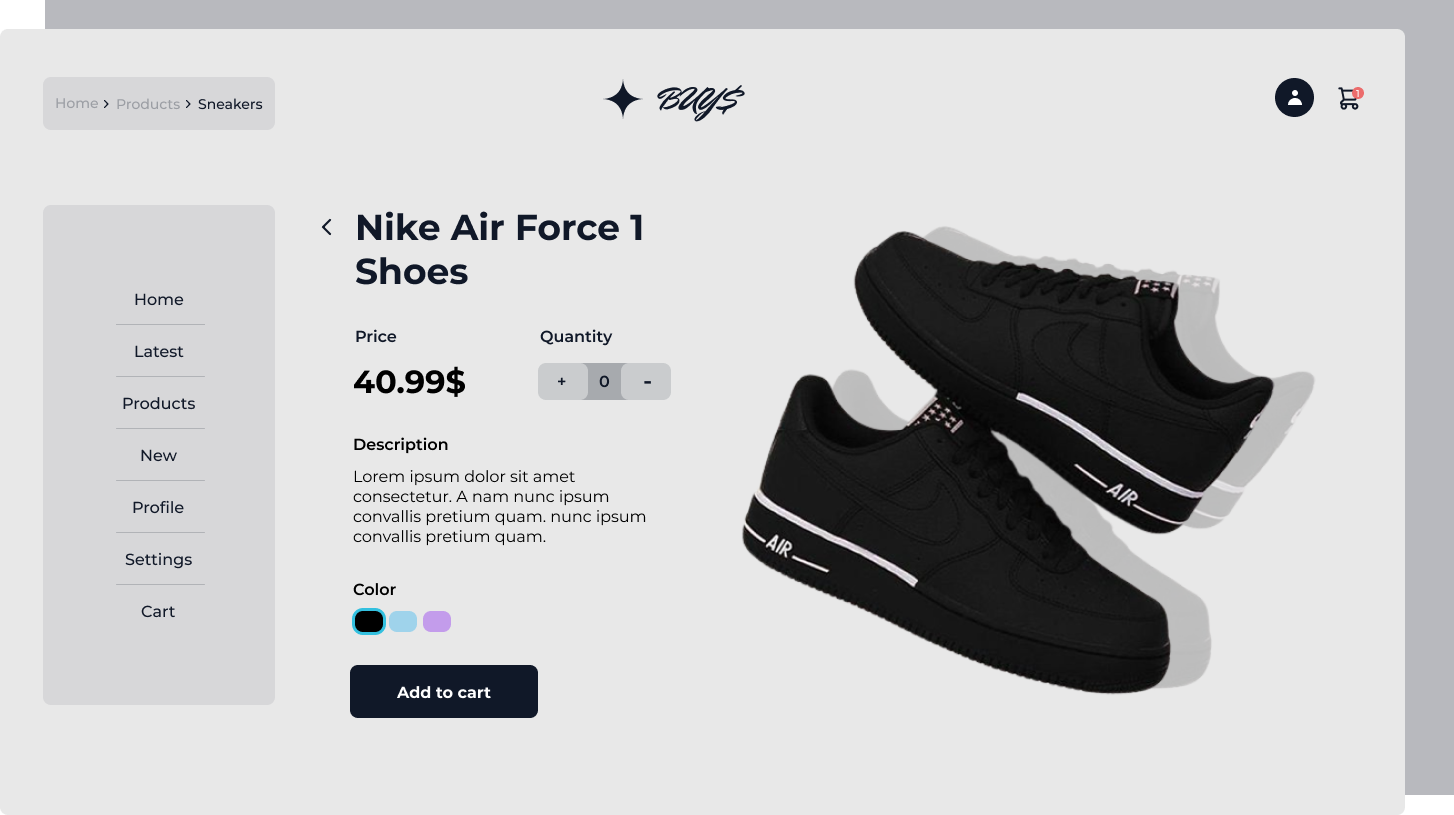 Home > Products > Sneakers
BUY$
1
Home
Latest
Products
New
Profile
Settings
Cart
Nike Air Force 1
Shoes
Price
Quantity
40.99$
+ 0 -
Description
Lorem ipsum dolor sit amet
consectetur. A nam nunc ipsum
convallis pretium quam. nunc ipsum
convallis pretium quam.
Color
Add to cart
AIR
AIR